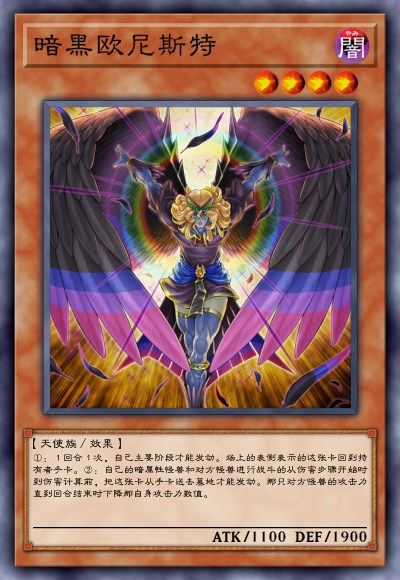 暗黒欧尼斯特
やみ
闇
【天使族／效果】
①：1回合1次，自己主要阶段才能发动。场上的表侧表示的这张卡回到持
有者手卡。②：自己的暗属性怪兽和对方怪兽进行战斗的从伤害步骤开始时
到伤害计算前，把这张卡从手卡送去墓地才能发动。那只对方怪兽的攻击力
直到回合结束时下降那自身攻击力数值。
ATK/1100 DEF/1900